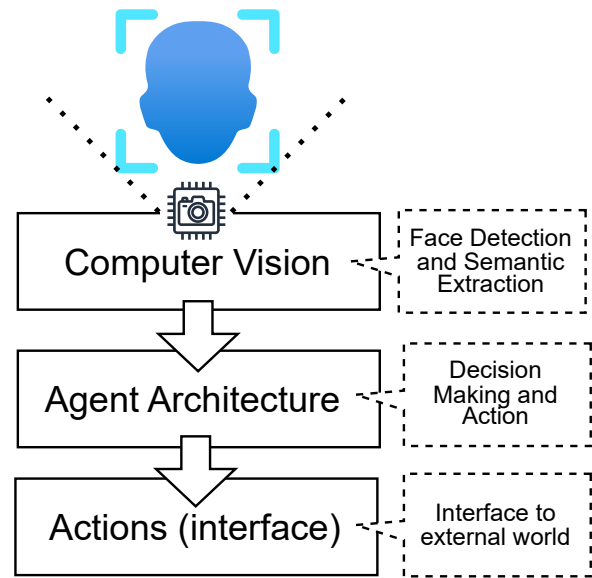 Computer Vision
Face Detection
and Semantic
Extraction
Agent Architecture
Decision
Making and
Action
Actions (interface)
Interface to
external world